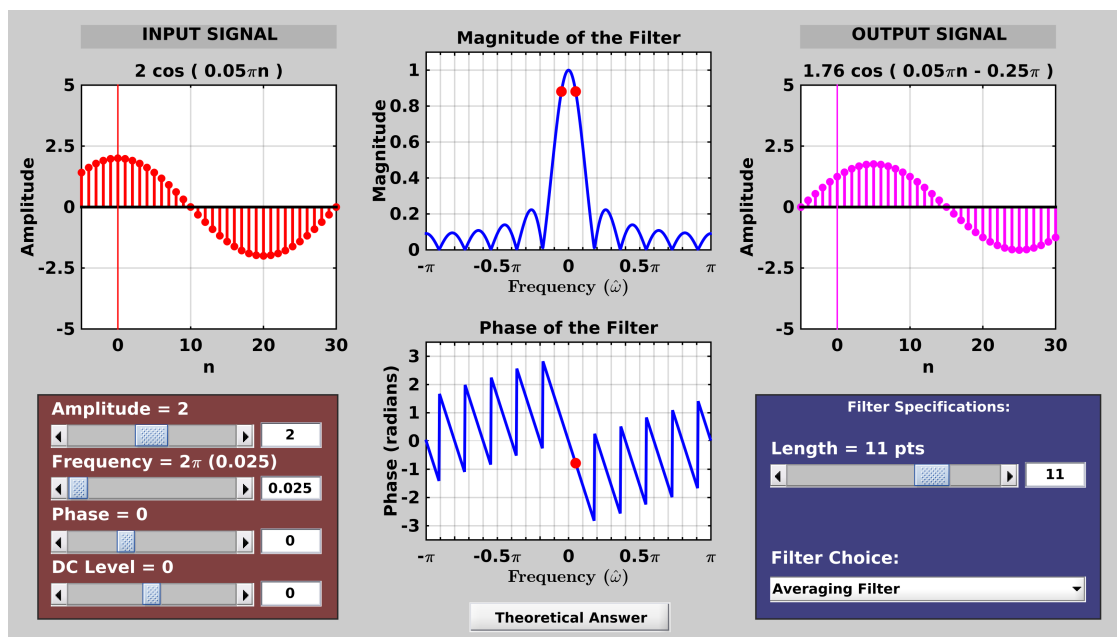 INPUT SIGNAL
2 cos ( 0.05πn )
5
2.5
0
-2.5
-5
Amplitude
0 10 20 30
n
Magnitude of the Filter
1
0.8
0.6
0.4
0.2
0
Magnitude
-π -0.5π 0 0.5π π
Frequency (ω̂)
Phase of the Filter
3
2
1
0
-1
-2
-3
Phase (radians)
-π -0.5π 0 0.5π π
Frequency (ω̂)
OUTPUT SIGNAL
1.76 cos ( 0.05πn - 0.25π )
5
2.5
0
-2.5
-5
Amplitude
0 10 20 30
n
Amplitude = 2
2
Frequency = 2π (0.025)
0.025
Phase = 0
0
DC Level = 0
0
Theoretical Answer
Filter Specifications:
Length = 11 pts
11
Filter Choice:
Averaging Filter